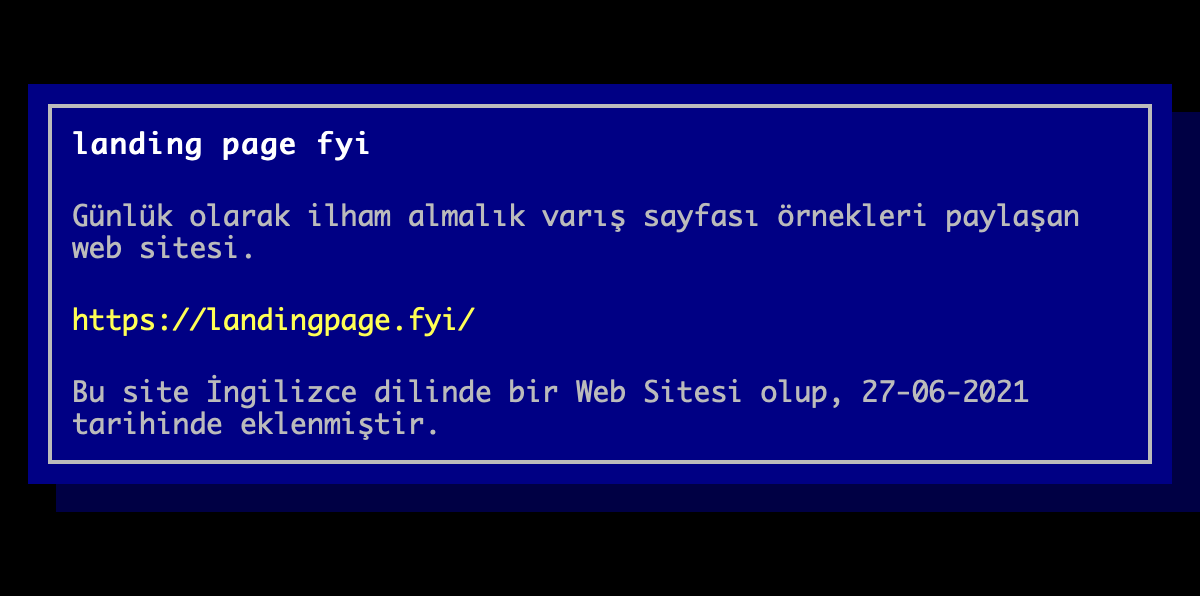 landing page fyi
Günlük olarak ilham almalık varış sayfası örnekleri paylaşan
web sitesi.
https://landingpage.fyi/
Bu site İngilizce dilinde bir Web Sitesi olup, 27-06-2021
tarihinde eklenmiştir.